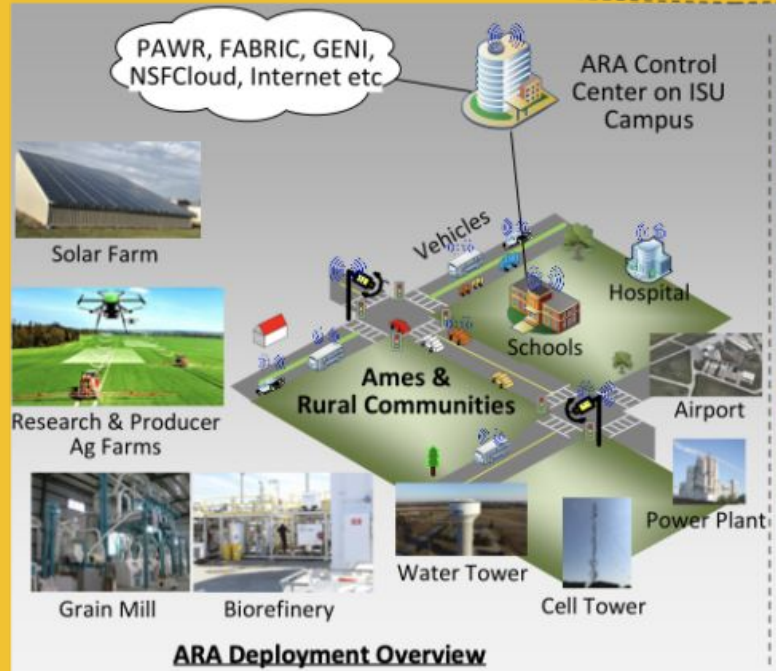 PAWR, FABRIC, GENI,
NSFCloud, Internet etc
ARA Control
Center on ISU
Campus
Solar Farm
Vehicles
Hospital
Schools
Research & Producer
Ag Farms
Ames &
Rural Communities
Airport
Power Plant
Grain Mill
Biorefinery
Water Tower
Cell Tower
ARA Deployment Overview